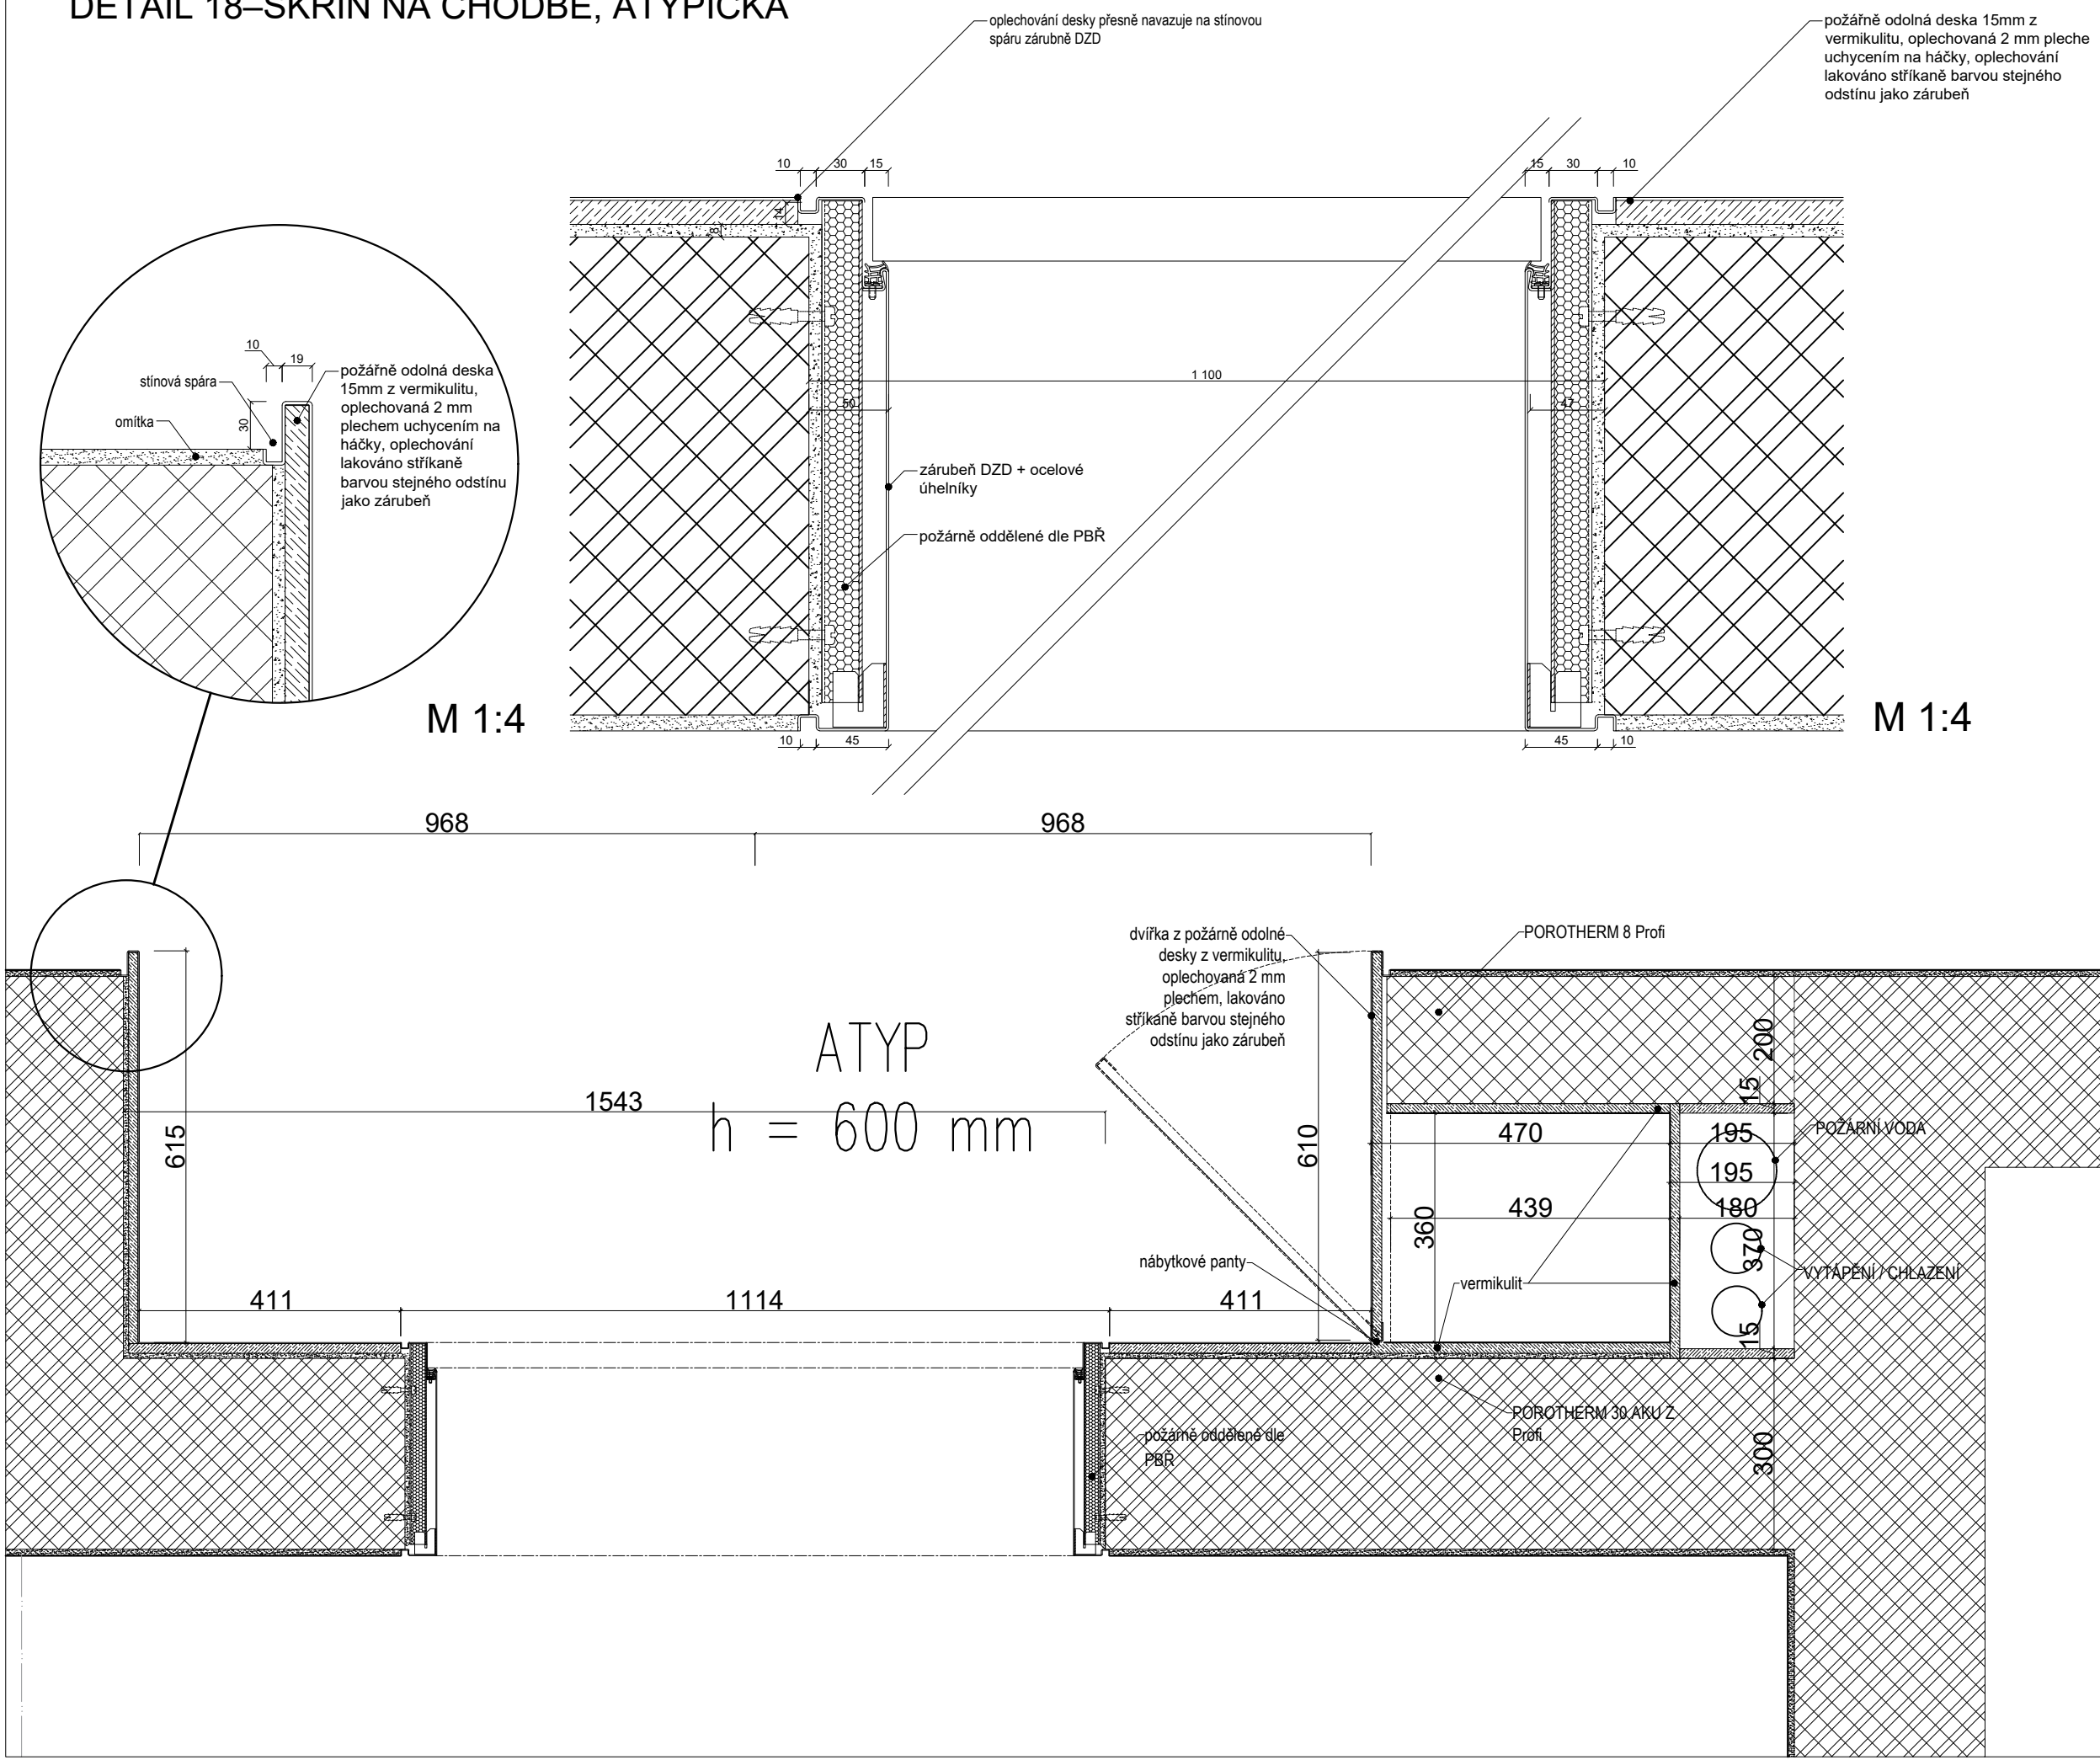 DETAIL 18–SKŘÍŇ NA CHODBĚ, ATYPICKÁ
oplechování desky přesně navazuje na stínovou
spáru zárubně DZD
požářně odolná deska 15mm z
vermikulitu, oplechovaná 2 mm pleche
uchycením na háčky, oplechování
lakováno stříkaně barvou stejného
odstínu jako zárubeň
10
30
15
15
30
10
14
8
10
19
30
stínová spára
omítka
požářně odolná deska
15mm z vermikulitu,
oplechovaná 2 mm
plechem uchycením na
háčky, oplechování
lakováno stříkaně
barvou stejného odstínu
jako zárubeň
1 100
50
47
zárubeň DZD + ocelové
úhelníky
požárně oddělené dle PBŘ
M 1:4
10
45
45
10
M 1:4
968
968
dvířka z požárně odolné
desky z vermikulitu,
oplechovaná 2 mm
plechem, lakováno
stříkaně barvou stejného
odstínu jako zárubeň
POROTHERM 8 Profi
ATYP
h = 600 mm
1543
615
610
200
15
470
195
POŽÁRNÍ VODA
195
439
180
360
370
nábytkové panty
vermikulit
VYTÁPĚNÍ / CHLAZENÍ
411
1114
411
15
POROTHERM 30 AKU Z
Profi
požárně oddělené dle
PBŘ
300